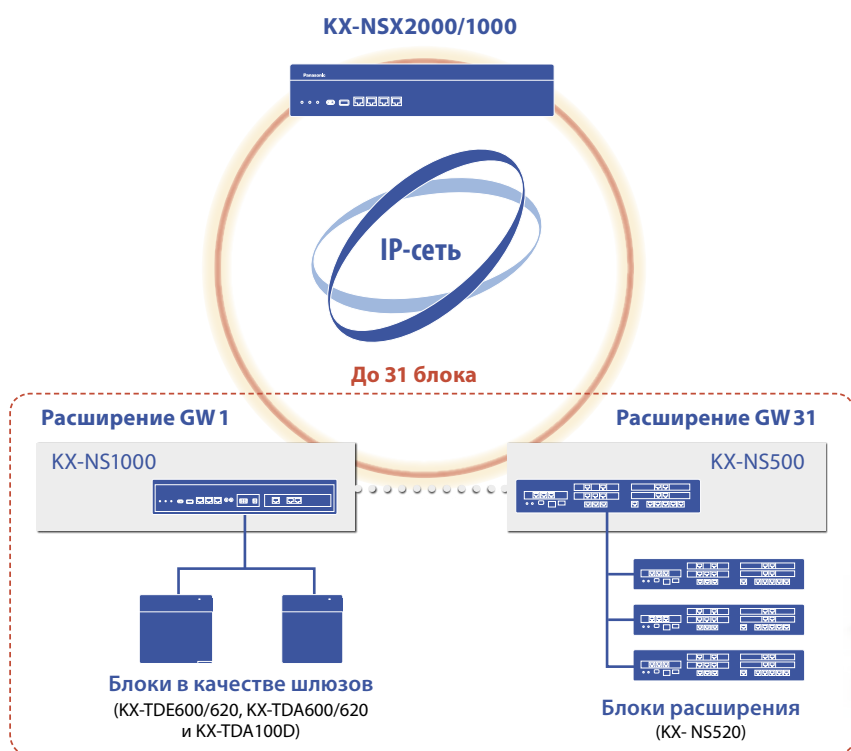 KX-NSX2000/1000
Panasonic
IP-сеть
До 31 блока
Расширение GW 1
KX-NS1000
Расширение GW 31
KX-NS500
Блоки в качестве шлюзов
(KX-TDE600/620, KX-TDA600/620
и KX-TDA100D)
Блоки расширения
(KX- NS520)